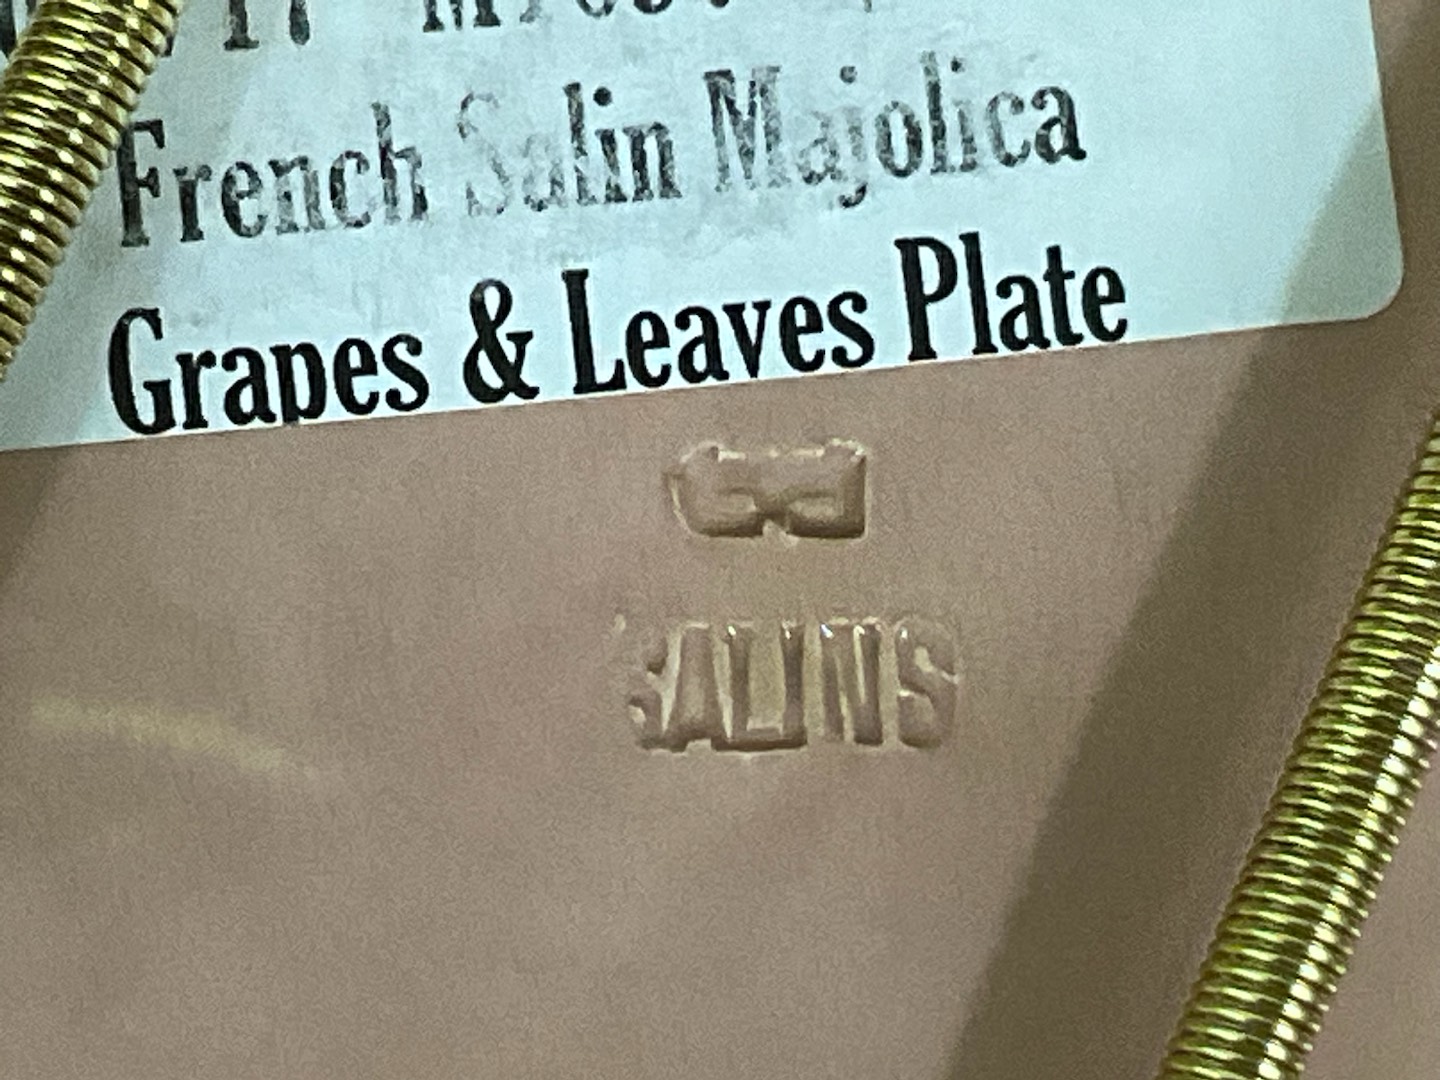 French Salin Majolica
Grapes & Leaves Plate
SALINS